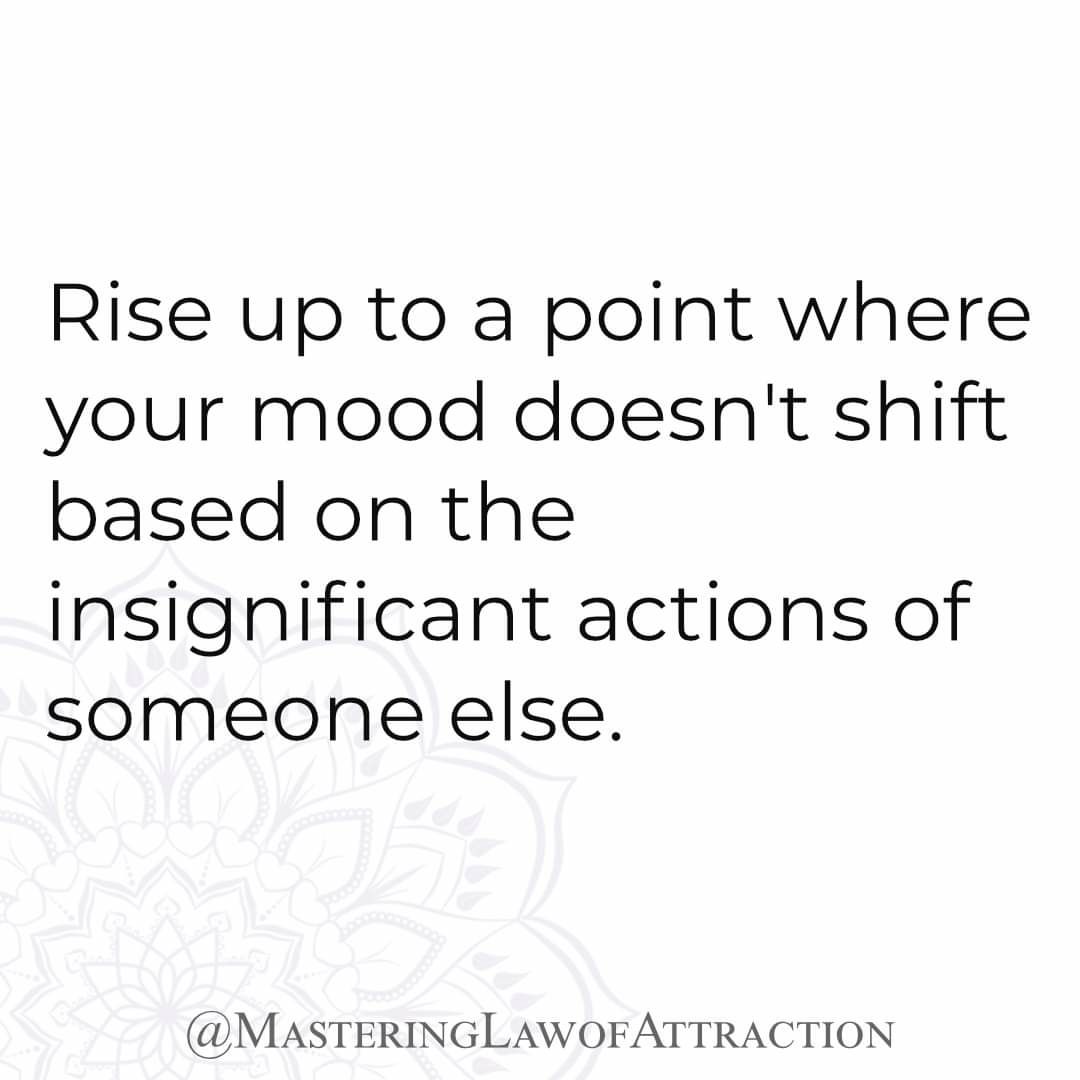 Rise up to a point where
your mood doesn't shift
based on the
insignificant actions of
someone else.
@MasteringLawofAttraction